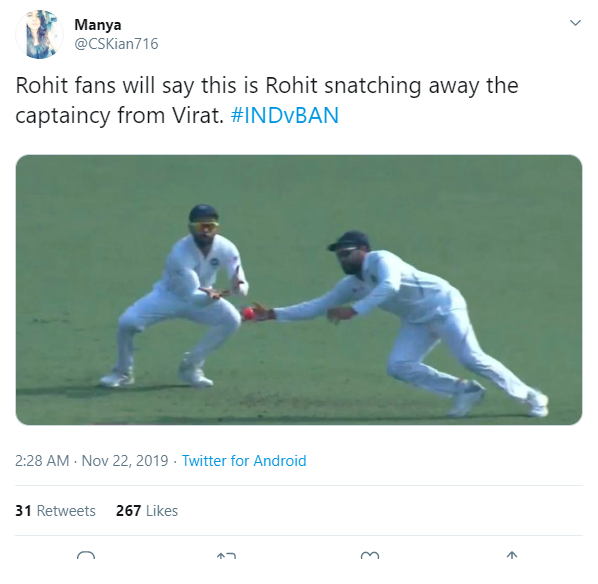 Manya
@CSKian716
Rohit fans will say this is Rohit snatching away the
captaincy from Virat. #INDvBAN
2:28 AM · Nov 22, 2019 · Twitter for Android
31 Retweets 267 Likes